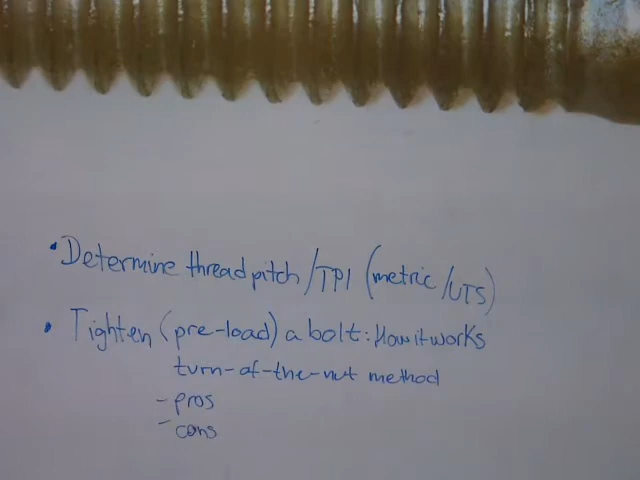 • Determine thread pitch/TPI (metric/UTS)
• Tighten (pre-load) a bolt: How it works
turn-of-the-nut method
- pros
- cons